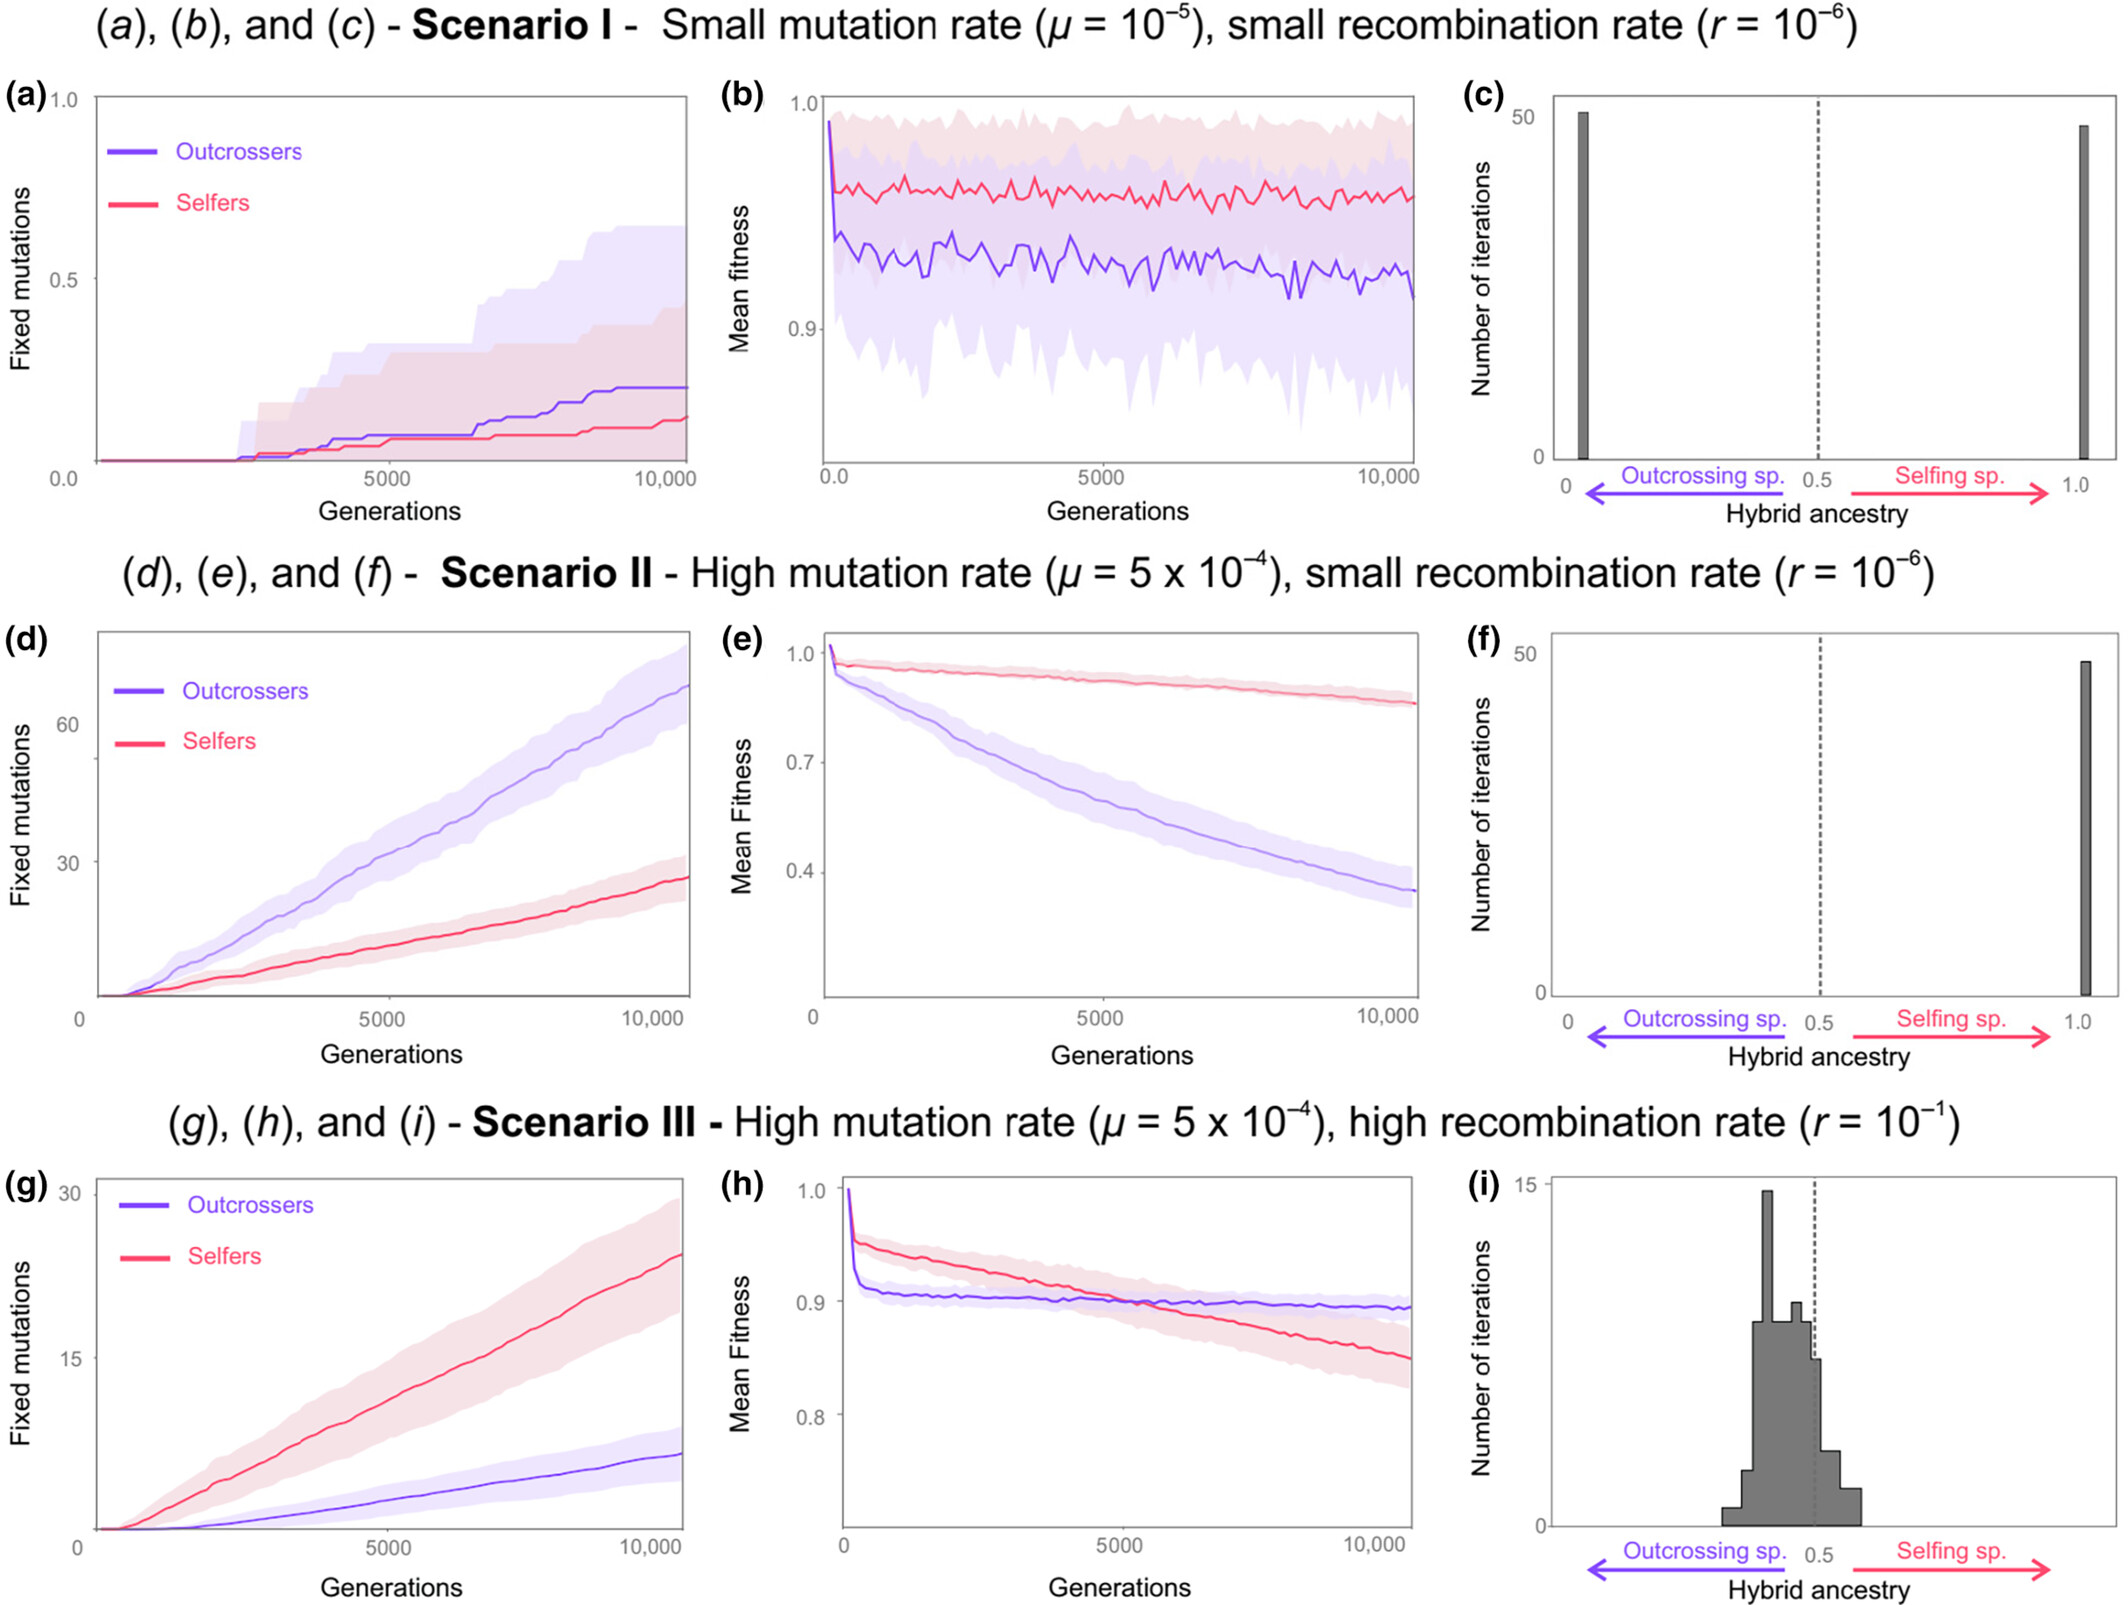 (a), (b), and (c) - Scenario I - Small mutation rate (μ = 10⁻⁵), small recombination rate (r = 10⁻⁶)
(a)
1.0
0.5
0.0
5000
10,000
Outcrossers
Selfers
Fixed mutations
Generations
(b)
1.0
0.9
0.0
5000
10,000
Mean fitness
Generations
(c)
50
0
Number of iterations
0
Outcrossing sp.
0.5
Selfing sp.
1.0
Hybrid ancestry
(d), (e), and (f) - Scenario II - High mutation rate (μ = 5 x 10⁻⁴), small recombination rate (r = 10⁻⁶)
(d)
60
30
0
5000
10,000
Outcrossers
Selfers
Fixed mutations
Generations
(e)
1.0
0.7
0.4
0
5000
10,000
Mean Fitness
Generations
(f)
50
0
Number of iterations
0
Outcrossing sp.
0.5
Selfing sp.
1.0
Hybrid ancestry
(g), (h), and (i) - Scenario III - High mutation rate (μ = 5 x 10⁻⁴), high recombination rate (r = 10⁻¹)
(g)
30
15
0
5000
10,000
Outcrossers
Selfers
Fixed mutations
Generations
(h)
1.0
0.9
0.8
0
5000
10,000
Mean Fitness
Generations
(i)
15
0
Number of iterations
Outcrossing sp.
0.5
Selfing sp.
Hybrid ancestry